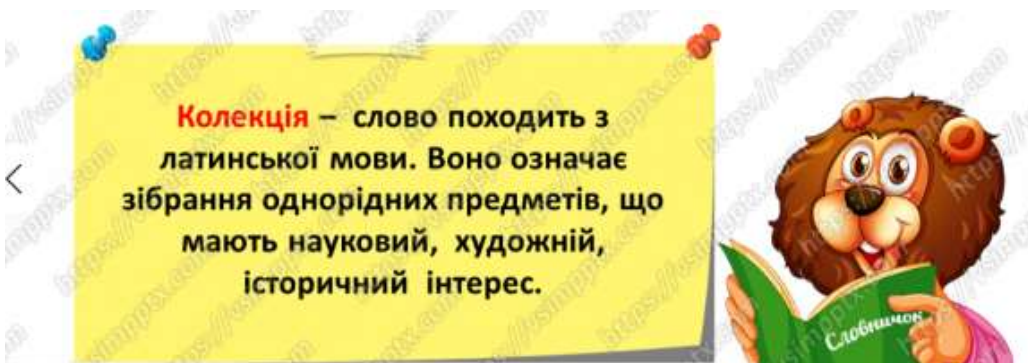 Колекція – слово походить з
латинської мови. Воно означає
зібрання однорідних предметів, що
мають науковий, художній,
історичний інтерес.
Словничок